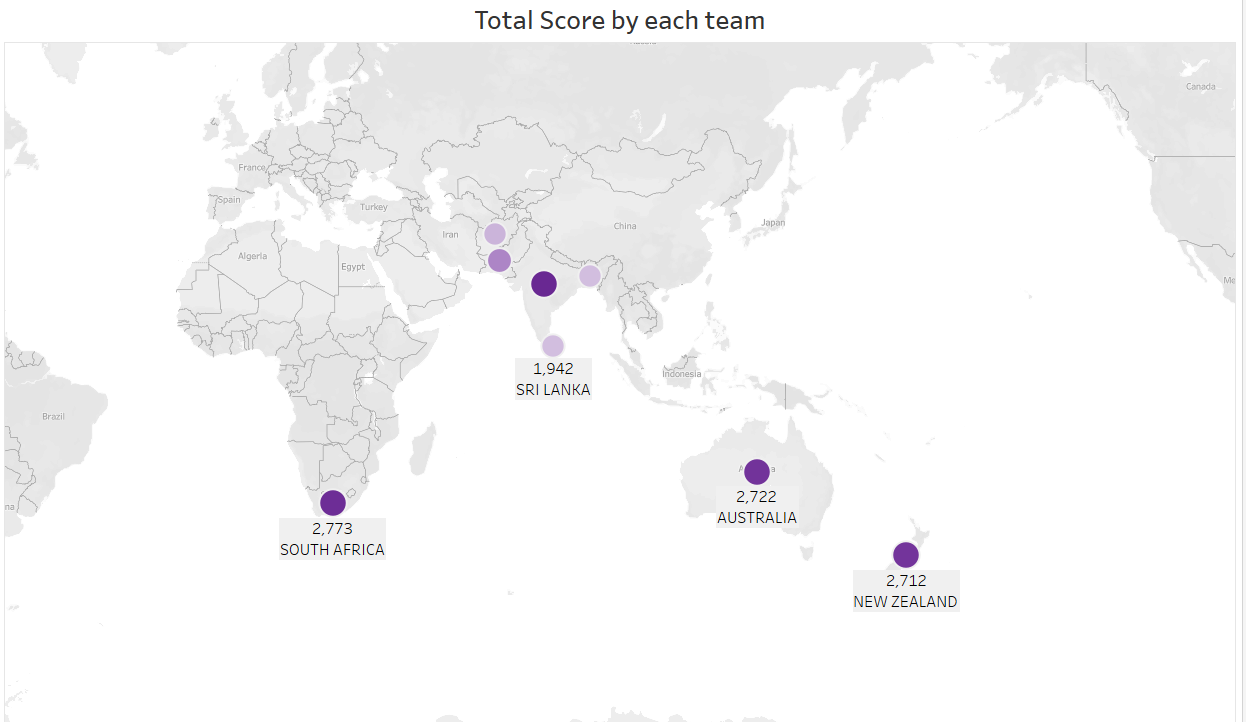 Total Score by each team
Canada
France
Spain
Turkey
Iran
China
Japan
Algeria
Egypt
1,942
SRI LANKA
Indonesia
Brazil
2,722
AUSTRALIA
2,773
SOUTH AFRICA
2,712
NEW ZEALAND